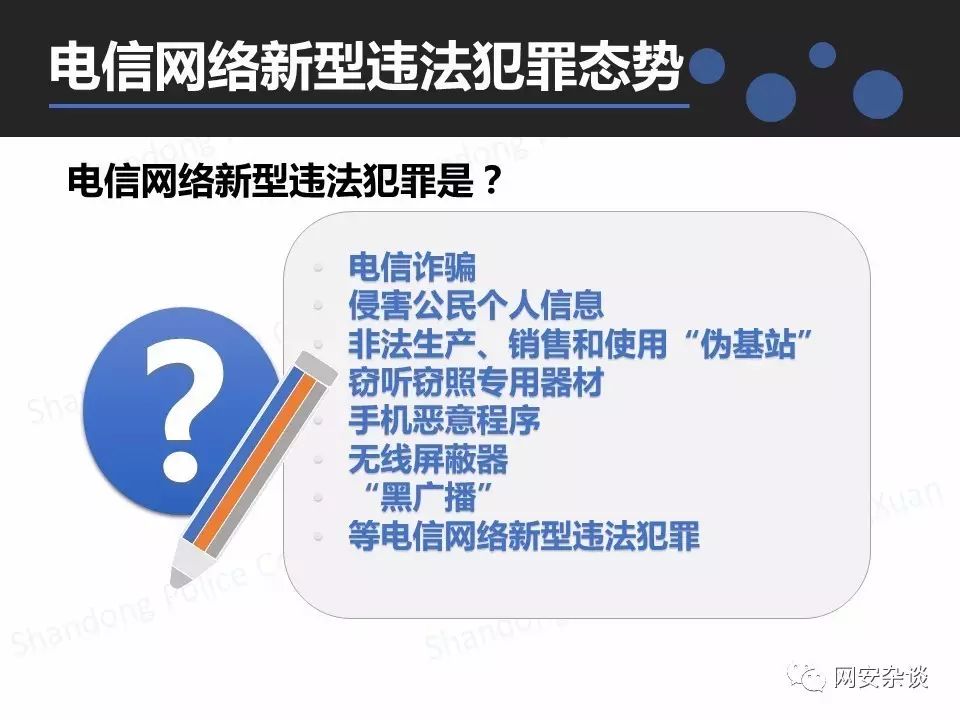 电信网络新型违法犯罪态势
电信网络新型违法犯罪是？
• 电信诈骗
• 侵害公民个人信息
• 非法生产、销售和使用“伪基站”
窃听窃照专用器材
• 手机恶意程序
• 无线屏蔽器
• “黑广播”
• 等电信网络新型违法犯罪
?
Shandong Police
Shandong
Xuan
网安杂谈